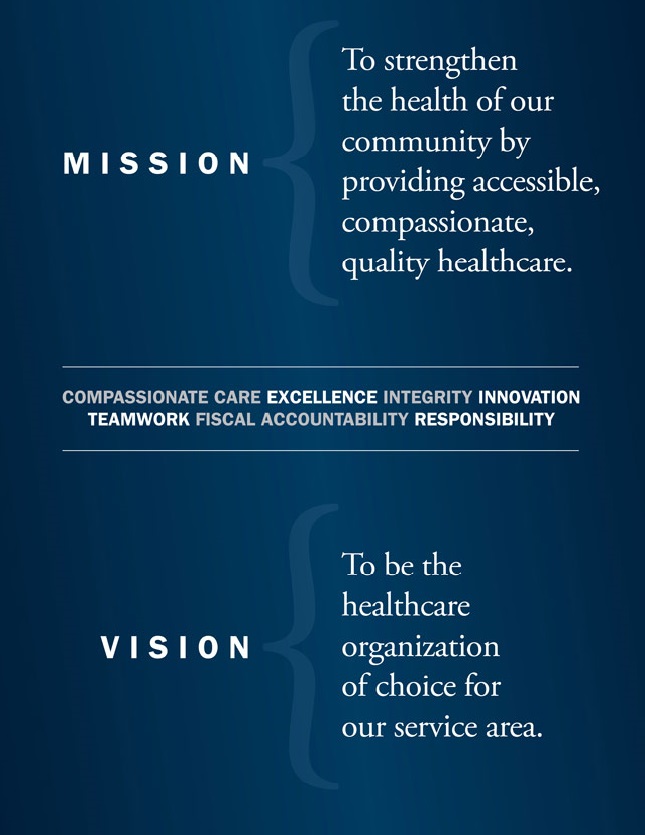 To strengthen
the health of our
community by
MISSION
providing accessible,
compassionate,
quality healthcare.
COMPASSIONATE CARE EXCELLENCE INTEGRITY INNOVATION
TEAMWORK FISCAL ACCOUNTABILITY RESPONSIBILITY
To be the
healthcare
VISION
organization
of choice for
our service area.